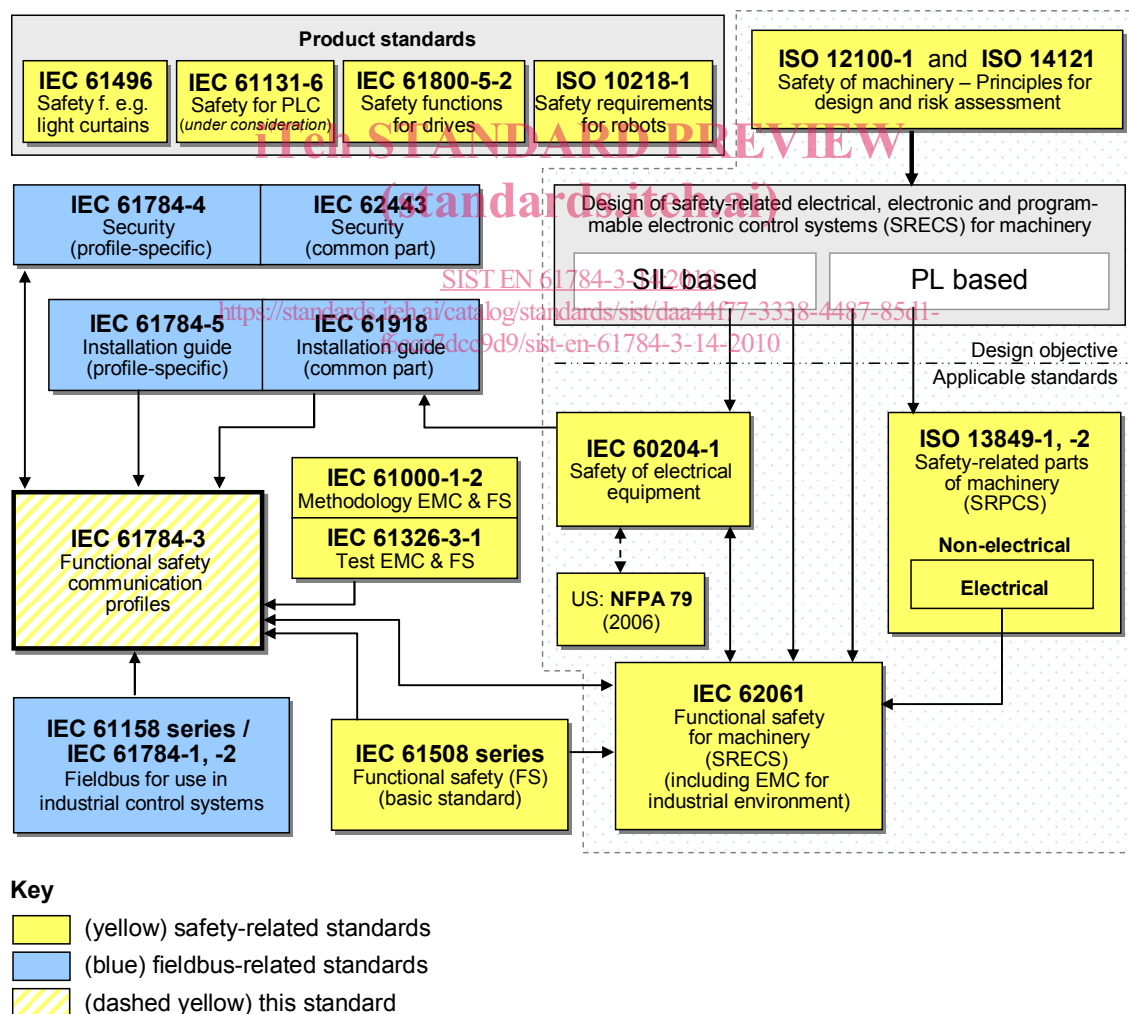 Product standards
IEC 61496
Safety f. e.g.
light curtains
IEC 61131-6
Safety for PLC
(under consideration)
IEC 61800-5-2
Safety functions
for drives
ISO 10218-1
Safety requirements
for robots
ISO 12100-1 and ISO 14121
Safety of machinery – Principles for
design and risk assessment
iTeh STANDARD PREVIEW
(standards.iteh.ai)
IEC 61784-4
Security
(profile-specific)
IEC 62443
Security
(common part)
Design of safety-related electrical, electronic and program-
mable electronic control systems (SRECS) for machinery
SIL based
PL based
SIST EN 61784-3-14:2010
https://standards.iteh.ai/catalog/standards/sist/daa44f77-3338-4487-85d1-
dcc9d9/sist-en-61784-3-14-2010
IEC 61784-5
Installation guide
(profile-specific)
IEC 61918
Installation guide
(common part)
Design objective
Applicable standards
IEC 60204-1
Safety of electrical
equipment
ISO 13849-1, -2
Safety-related parts
of machinery
(SRPCS)
Non-electrical
Electrical
IEC 61000-1-2
Methodology EMC & FS
IEC 61326-3-1
Test EMC & FS
IEC 61784-3
Functional safety
communication
profiles
US: NFPA 79
(2006)
IEC 62061
Functional safety
for machinery
(SRECS)
(including EMC for
industrial environment)
IEC 61158 series /
IEC 61784-1, -2
Fieldbus for use in
industrial control systems
IEC 61508 series
Functional safety (FS)
(basic standard)
Key
(yellow) safety-related standards
(blue) fieldbus-related standards
(dashed yellow) this standard